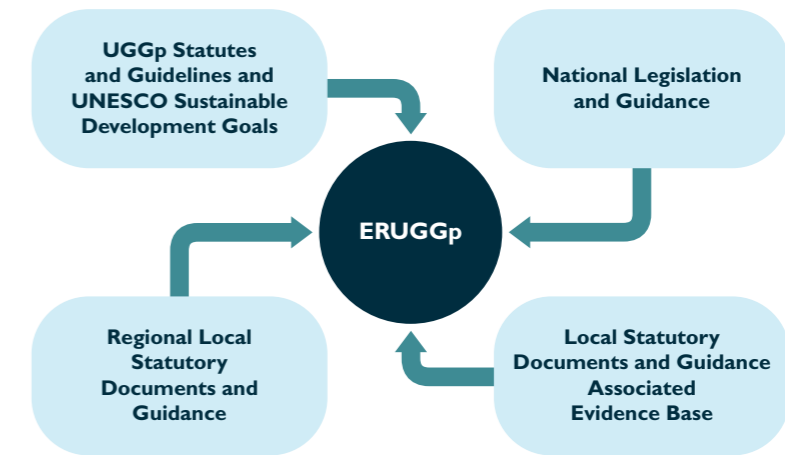 UGGp Statutes
and Guidelines and
UNESCO Sustainable
Development Goals
National Legislation
and Guidance
ERUGGp
Regional Local
Statutory
Documents and
Guidance
Local Statutory
Documents and Guidance
Associated
Evidence Base